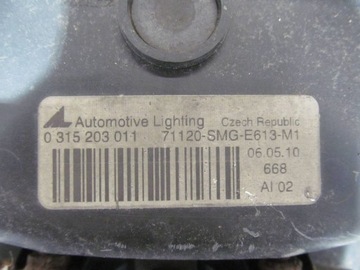 Automotive Lighting Czech Republic
0 315 203 011 71120-SMG-E613-M1
06.05.10
668
AI 02